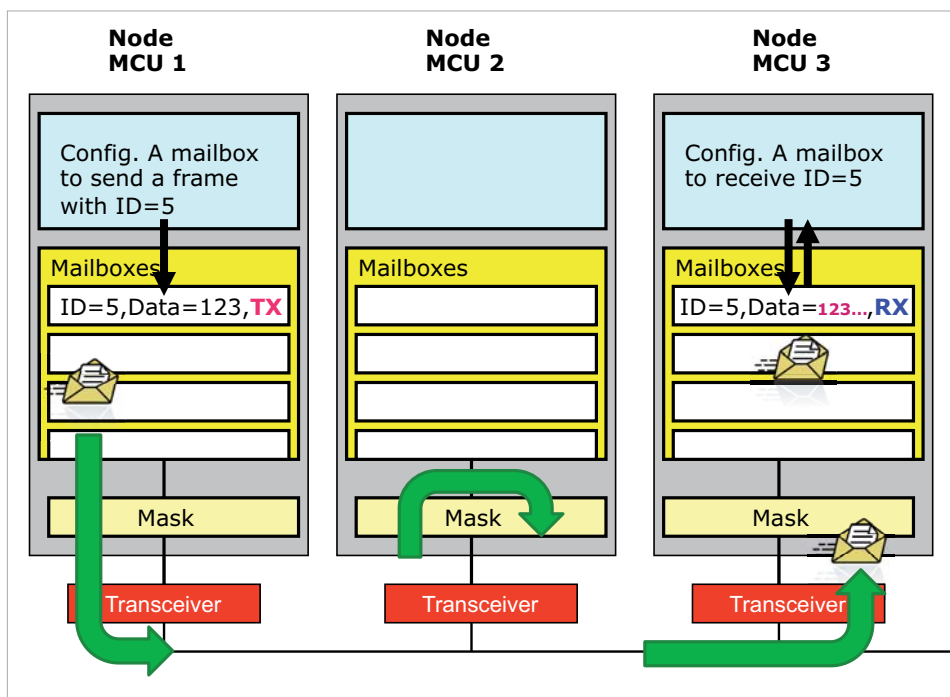 Node
MCU 1
Node
MCU 2
Node
MCU 3
Config. A mailbox
to send a frame
with ID=5
Config. A mailbox
to receive ID=5
Mailboxes
Mailboxes
Mailboxes
ID=5,Data=123,TX
ID=5,Data=123...,RX
Mask
Mask
Mask
Transceiver
Transceiver
Transceiver